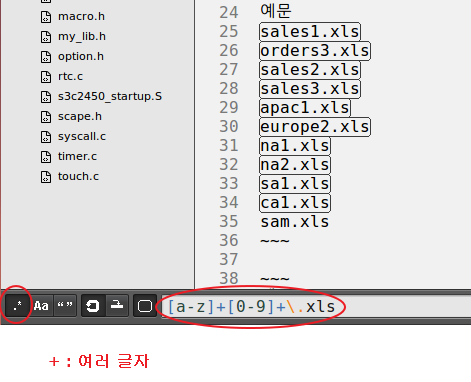 macro.h
my_lib.h
option.h
rtc.c
s3c2450_startup.S
scape.h
syscall.c
timer.c
touch.c
24 예문
25 sales1.xls
26 orders3.xls
27 sales2.xls
28 sales3.xls
29 apac1.xls
30 europe2.xls
31 na1.xls
32 na2.xls
33 sa1.xls
34 ca1.xls
35 sam.xls
36 ~~~
37
38 ~~~
.* Aa “” [a-z]+[0-9]+\.xls
+ : 여러 글자